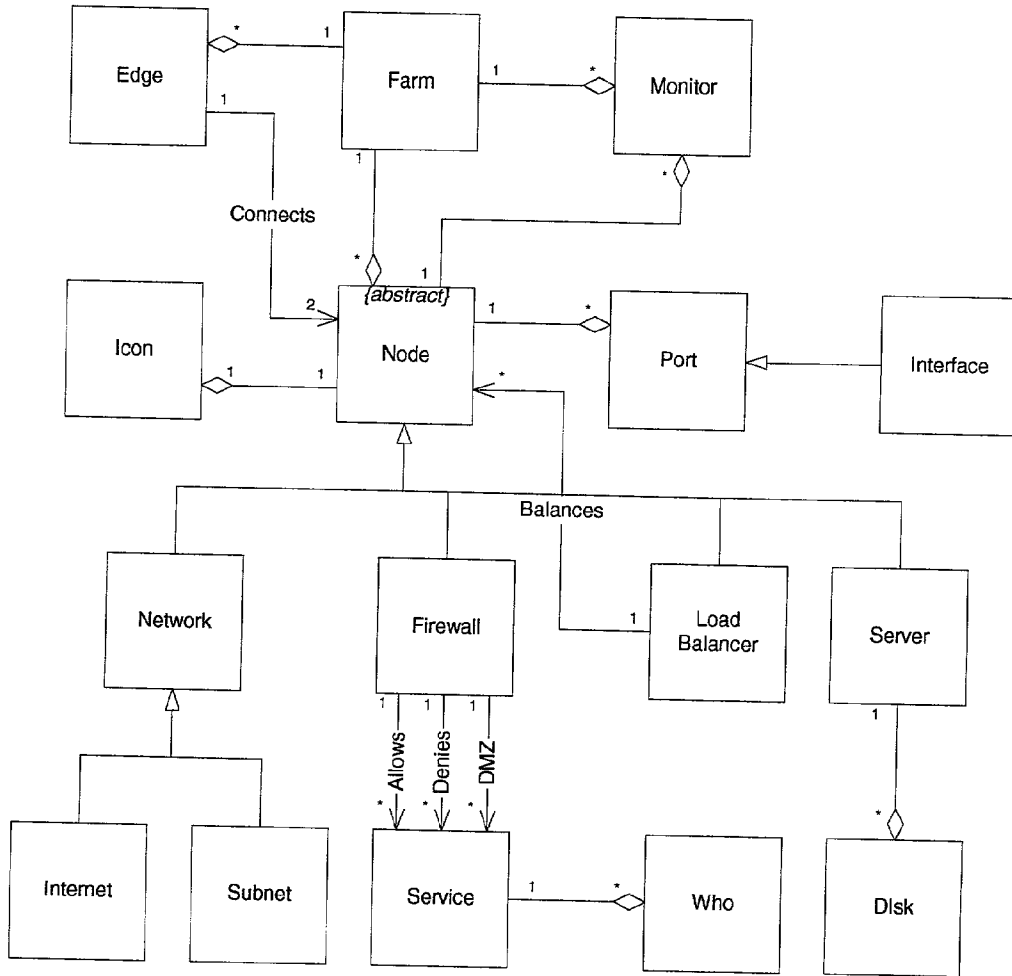 * 1
Edge
Farm
1 *
Monitor
1
1
*
Connects
* 1
{abstract}
2
1 *
Icon
Node
Port
Interface
1 1
*
Balances
Network
Firewall
Load
Balancer
Server
1
1 1 1
1
Allows
Denies
DMZ
* * *
*
Internet
Subnet
Service
1 *
Who
DIsk